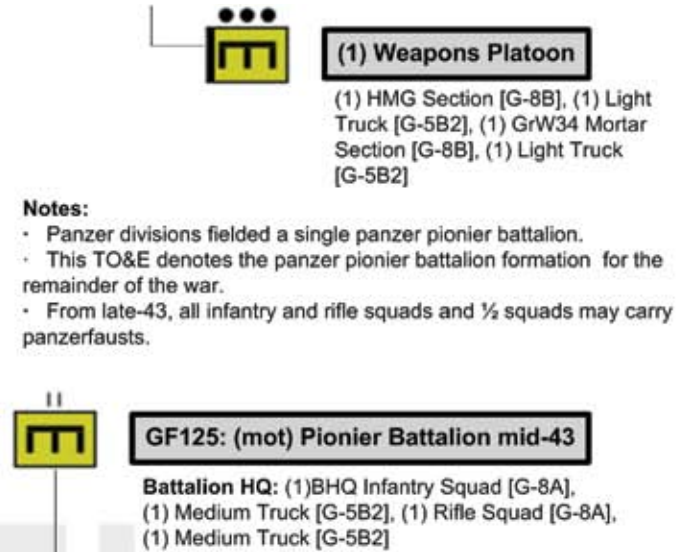 (1) Weapons Platoon
(1) HMG Section [G-8B], (1) Light
Truck [G-5B2], (1) GrW34 Mortar
Section [G-8B], (1) Light Truck
[G-5B2]
Notes:
· Panzer divisions fielded a single panzer pionier battalion.
· This TO&E denotes the panzer pionier battalion formation for the
remainder of the war.
· From late-43, all infantry and rifle squads and ½ squads may carry
panzerfausts.
GF125: (mot) Pionier Battalion mid-43
Battalion HQ: (1)BHQ Infantry Squad [G-8A],
(1) Medium Truck [G-5B2], (1) Rifle Squad [G-8A],
(1) Medium Truck [G-5B2]